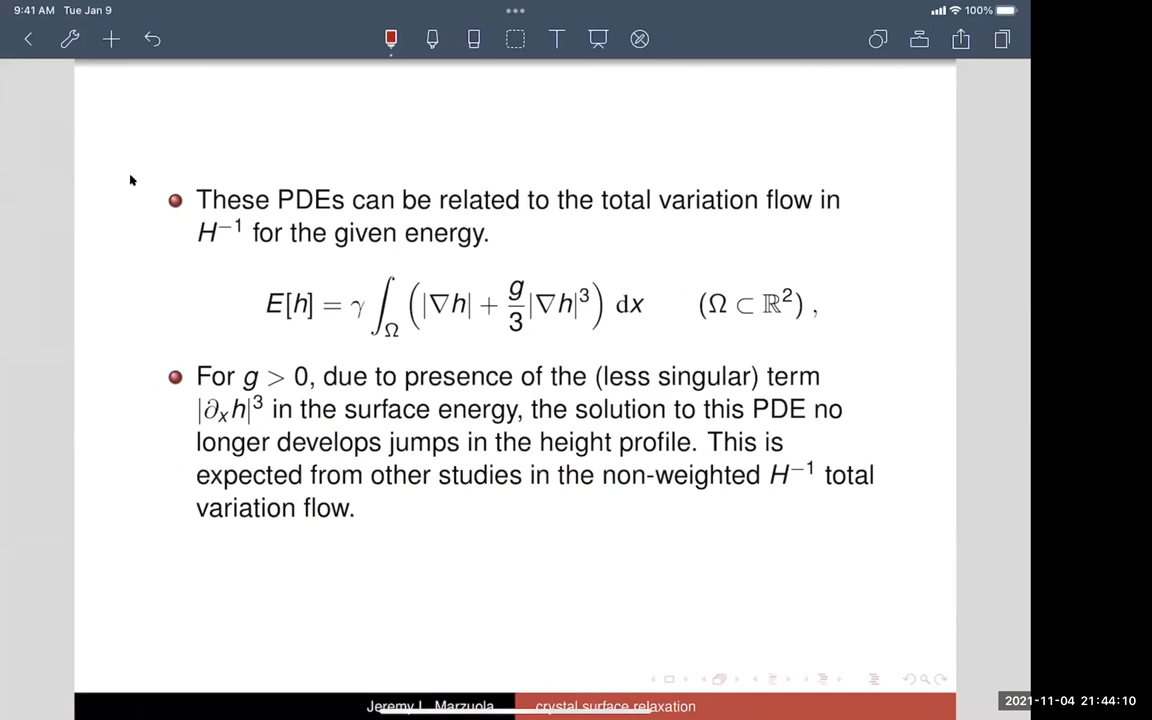 9:41 AM Tue Jan 9
100%
These PDEs can be related to the total variation flow in
H⁻¹ for the given energy.
E[h] = γ ∫_Ω (|∇h| + g/3 |∇h|³) dx (Ω ⊂ ℝ²) ,
For g > 0, due to presence of the (less singular) term
|∂ₓh|³ in the surface energy, the solution to this PDE no
longer develops jumps in the height profile. This is
expected from other studies in the non-weighted H⁻¹ total
variation flow.
Jeremy L. Marzuola crystal surface relaxation
2021-11-04 21:44:10